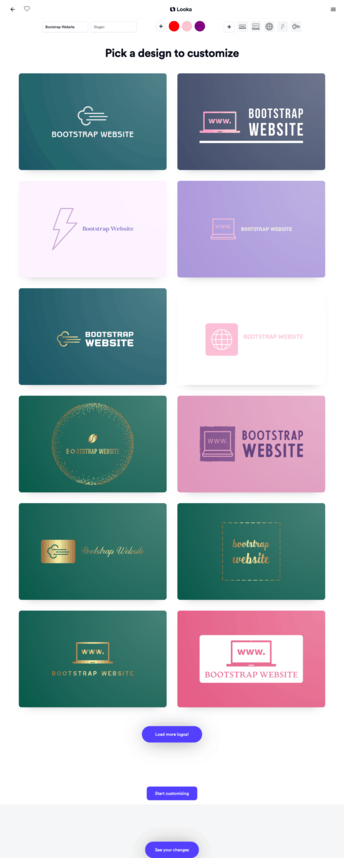 Looka
Bootstrap Website
Slogan
Pick a design to customize
BOOTSTRAP WEBSITE
www.
BOOTSTRAP
WEBSITE
Bootstrap Website
www.
BOOTSTRAP WEBSITE
BOOTSTRAP
WEBSITE
BOOTSTRAP WEBSITE
BOOTSTRAP WEBSITE
www.
BOOTSTRAP
WEBSITE
Bootstrap Website
bootstrap
website
www.
BOOTSTRAP WEBSITE
www.
BOOTSTRAP WEBSITE
Load more logos!
Start customizing
See your changes